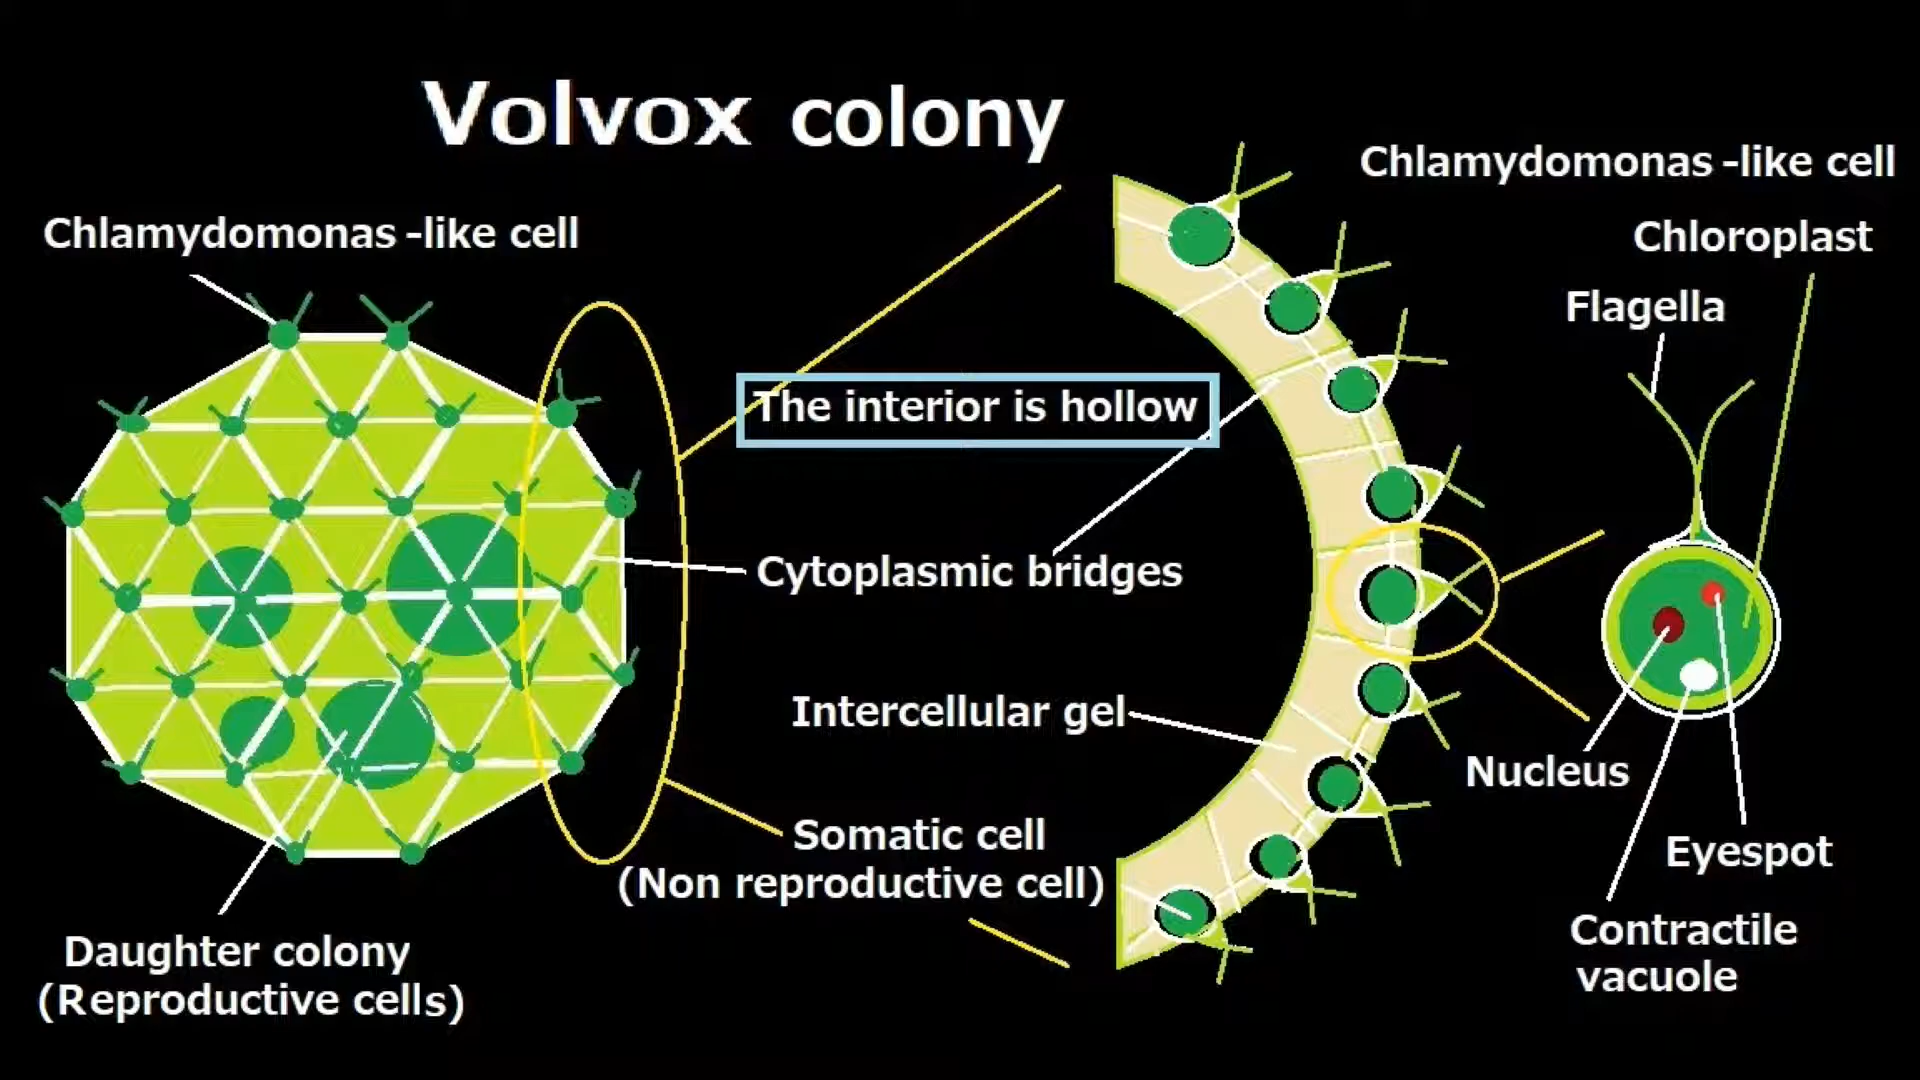 Volvox colony
Chlamydomonas -like cell
Chlamydomonas -like cell
Chloroplast
Flagella
The interior is hollow
Cytoplasmic bridges
Intercellular gel
Nucleus
Somatic cell
(Non reproductive cell)
Eyespot
Contractile
vacuole
Daughter colony
(Reproductive cells)